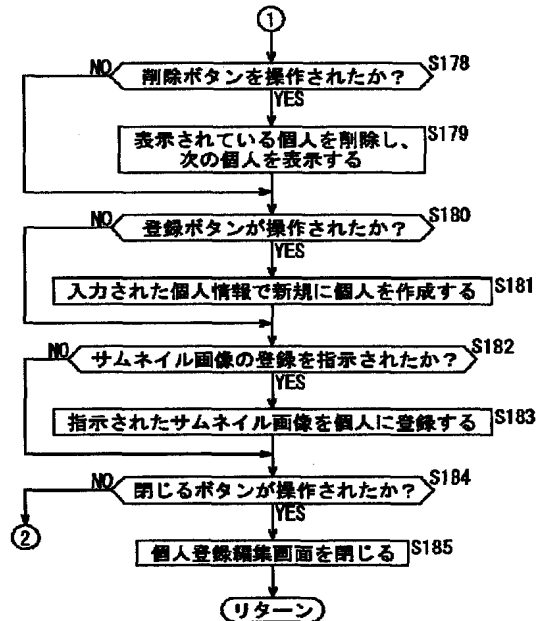 1
削除ボタンを操作されたか?
S178
NO
YES
表示されている個人を削除し、
次の個人を表示する
S179
登録ボタンが操作されたか?
S180
NO
YES
入力された個人情報で新規に個人を作成する
S181
サムネイル画像の登録を指示されたか?
S182
NO
YES
指示されたサムネイル画像を個人に登録する
S183
閉じるボタンが操作されたか?
S184
NO
YES
2
個人登録編集画面を閉じる
S185
リターン